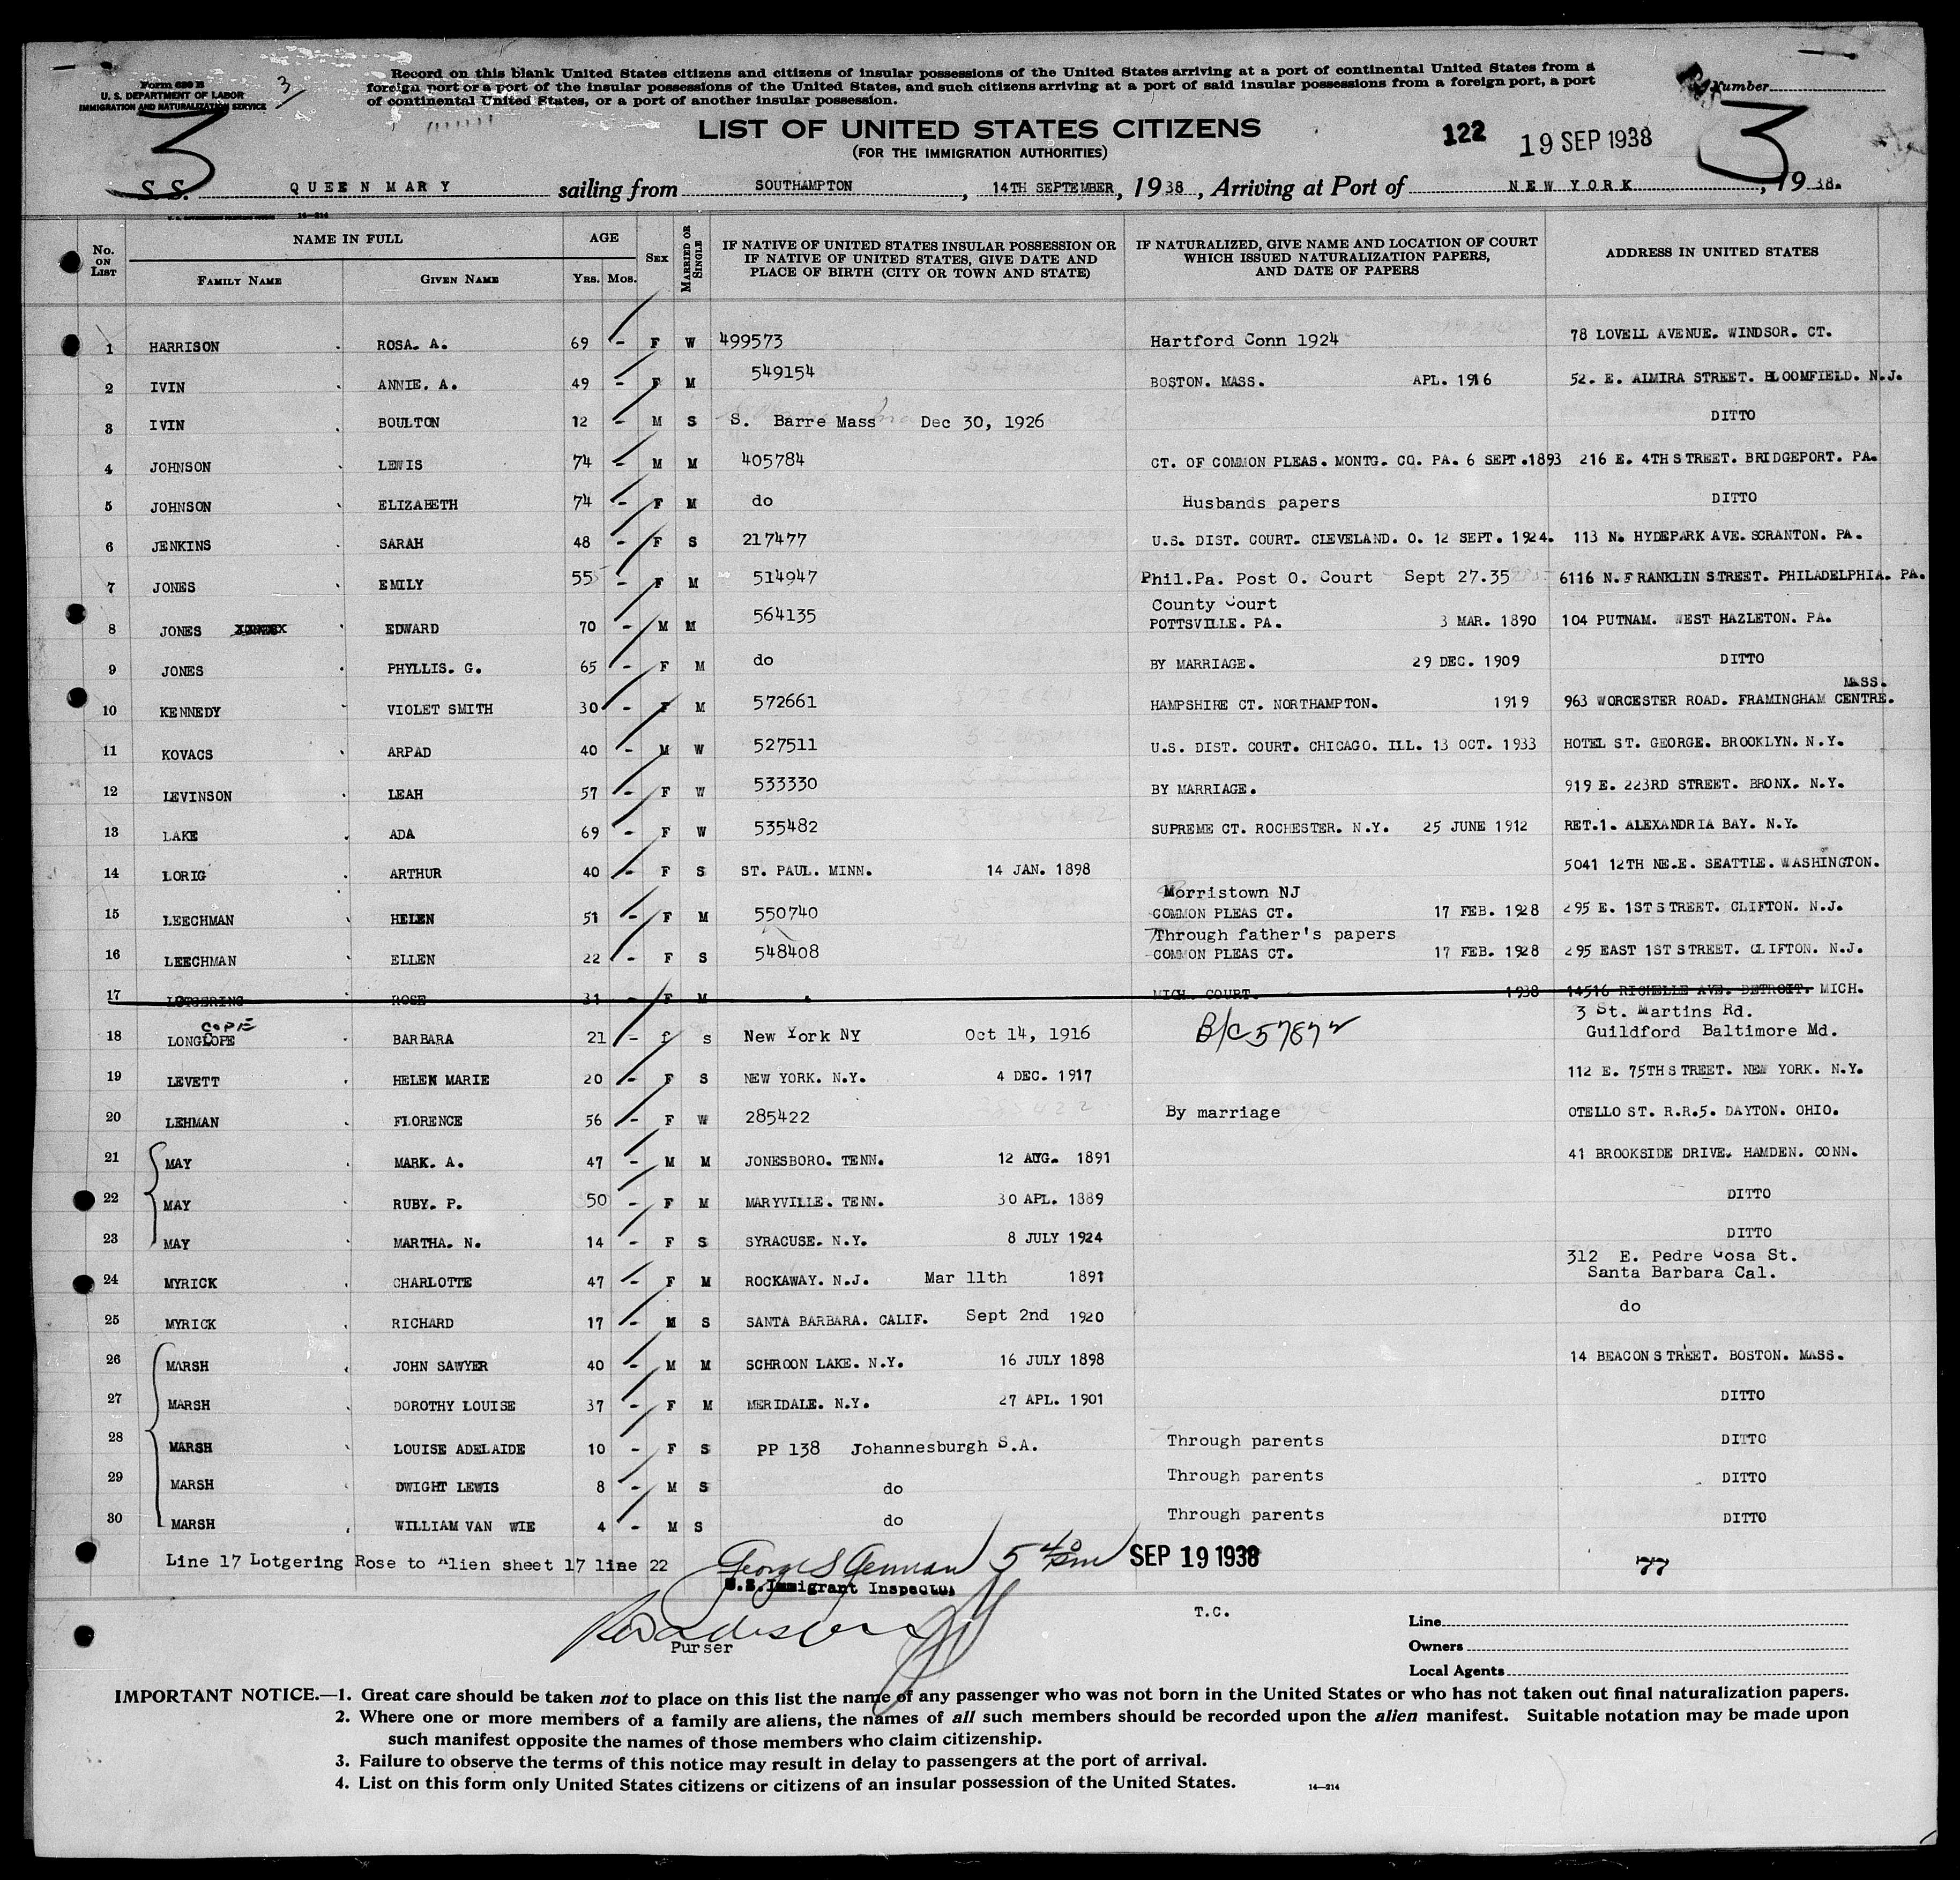 Form 630 B
U. S. DEPARTMENT OF LABOR
IMMIGRATION AND NATURALIZATION SERVICE
3
Record on this blank United States citizens and citizens of insular possessions of the United States arriving at a port of continental United States from a
foreign port or a port of the insular possessions of the United States, and such citizens arriving at a port of said insular possessions from a foreign port, a port
of continental United States, or a port of another insular possession.
Number
3
LIST OF UNITED STATES CITIZENS
122 19 SEP 1938
3
(FOR THE IMMIGRATION AUTHORITIES)
S.S. QUEEN MARY sailing from SOUTHAMPTON, 14TH SEPTEMBER, 1938, Arriving at Port of NEW YORK, 1938.
14—214
No. ON LIST
NAME IN FULL
FAMILY NAME GIVEN NAME
AGE
YRS. MOS.
SEX
MARRIED OR SINGLE
IF NATIVE OF UNITED STATES INSULAR POSSESSION OR
IF NATIVE OF UNITED STATES, GIVE DATE AND
PLACE OF BIRTH (CITY OR TOWN AND STATE)
IF NATURALIZED, GIVE NAME AND LOCATION OF COURT
WHICH ISSUED NATURALIZATION PAPERS,
AND DATE OF PAPERS
ADDRESS IN UNITED STATES
1 HARRISON ROSA. A. 69 - F W 499573 Hartford Conn 1924 78 LOVELL AVENUE. WINDSOR. CT.
2 IVIN ANNIE. A. 49 - F M 549154 BOSTON. MASS. APL. 1916 52. E. ALMIRA STREET. BLOOMFIELD. N.J.
3 IVIN BOULTON 12 - M S S. Barre Mass Dec 30, 1926 DITTO
4 JOHNSON LEWIS 74 - M M 405784 CT. OF COMMON PLEAS. MONTG. CO. PA. 6 SEPT.1893 216 E. 4TH STREET. BRIDGEPORT. PA.
5 JOHNSON ELIZABETH 74 - F M do Husbands papers DITTO
6 JENKINS SARAH 48 - F S 217477 U.S. DIST. COURT. CLEVELAND. O. 12 SEPT. 1924. 113 N. HYDEPARK AVE. SCRANTON. PA.
7 JONES EMILY 55 - F M 514947 Phil.Pa. Post O. Court Sept 27.35 6116 N. FRANKLIN STREET. PHILADELPHIA. PA.
8 JONES EDWARD 70 - M M 564135 County Court
POTTSVILLE. PA. 3 MAR. 1890 104 PUTNAM. WEST HAZLETON. PA.
9 JONES PHYLLIS. G. 65 - F M do BY MARRIAGE. 29 DEC. 1909 DITTO
10 KENNEDY VIOLET SMITH 30 - F M 572661 HAMPSHIRE CT. NORTHAMPTON. 1919 963 WORCESTER ROAD. FRAMINGHAM CENTRE. MASS.
11 KOVACS ARPAD 40 - M W 527511 U.S. DIST. COURT. CHICAGO. ILL. 13 OCT. 1933 HOTEL ST. GEORGE. BROOKLYN. N.Y.
12 LEVINSON LEAH 57 - F W 533330 BY MARRIAGE. 919 E. 223RD STREET. BRONX. N.Y.
13 LAKE ADA 69 - F W 535482 SUPREME CT. ROCHESTER. N.Y. 25 JUNE 1912 RET.1. ALEXANDRIA BAY. N.Y.
14 LORIG ARTHUR 40 - F S ST. PAUL. MINN. 14 JAN. 1898 5041 12TH NE.E. SEATTLE. WASHINGTON.
15 LEECHMAN HELEN 51 - F M 550740 Morristown NJ
COMMON PLEAS CT. 17 FEB. 1928 295 E. 1ST STREET. CLIFTON. N.J.
16 LEECHMAN ELLEN 22 - F S 548408 Through father's papers
COMMON PLEAS CT. 17 FEB. 1928 295 EAST 1ST STREET. CLIFTON. N.J.
17 LOTGERING ROSE 31 - F M MICH. COURT. 1938 14516 RICHELLE AVE. DETROIT. MICH.
18 LONGCOPE COPE BARBARA 21 - f s New York NY Oct 14, 1916 B/C 57872 3 St. Martins Rd.
Guildford Baltimore Md.
19 LEVETT HELEN MARIE 20 - F S NEW YORK. N.Y. 4 DEC. 1917 112 E. 75TH STREET. NEW YORK. N.Y.
20 LEHMAN FLORENCE 56 - F W 285422 By marriage OTELLO ST. R.R.5. DAYTON. OHIO.
21 MAY MARK. A. 47 - M M JONESBORO. TENN. 12 AUG. 1891 41 BROOKSIDE DRIVE. HAMDEN. CONN.
22 MAY RUBY. P. 50 - F M MARYVILLE. TENN. 30 APL. 1889 DITTO
23 MAY MARTHA. N. 14 - F S SYRACUSE. N.Y. 8 JULY 1924 DITTO
24 MYRICK CHARLOTTE 47 - F M ROCKAWAY. N.J. Mar 11th 1891 312 E. Pedre Gosa St.
Santa Barbara Cal.
25 MYRICK RICHARD 17 - M S SANTA BARBARA. CALIF. Sept 2nd 1920 do
26 MARSH JOHN SAWYER 40 - M M SCHROON LAKE. N.Y. 16 JULY 1898 14 BEACON STREET. BOSTON. MASS.
27 MARSH DOROTHY LOUISE 37 - F M MERIDALE. N.Y. 27 APL. 1901 DITTO
28 MARSH LOUISE ADELAIDE 10 - F S PP 138 Johannesburgh S.A. Through parents DITTO
29 MARSH DWIGHT LEWIS 8 - M S do Through parents DITTO
30 MARSH WILLIAM VAN WIE 4 - M S do Through parents DITTO
Line 17 Lotgering Rose to Alien sheet 17 line 22 George S 5 45 pm SEP 19 1938 77
U.S. Immigrant Inspector
T.C.
Purser
Line
Owners
Local Agents
IMPORTANT NOTICE.—1. Great care should be taken not to place on this list the name of any passenger who was not born in the United States or who has not taken out final naturalization papers.
2. Where one or more members of a family are aliens, the names of all such members should be recorded upon the alien manifest. Suitable notation may be made upon
such manifest opposite the names of those members who claim citizenship.
3. Failure to observe the terms of this notice may result in delay to passengers at the port of arrival.
4. List on this form only United States citizens or citizens of an insular possession of the United States.
14—214